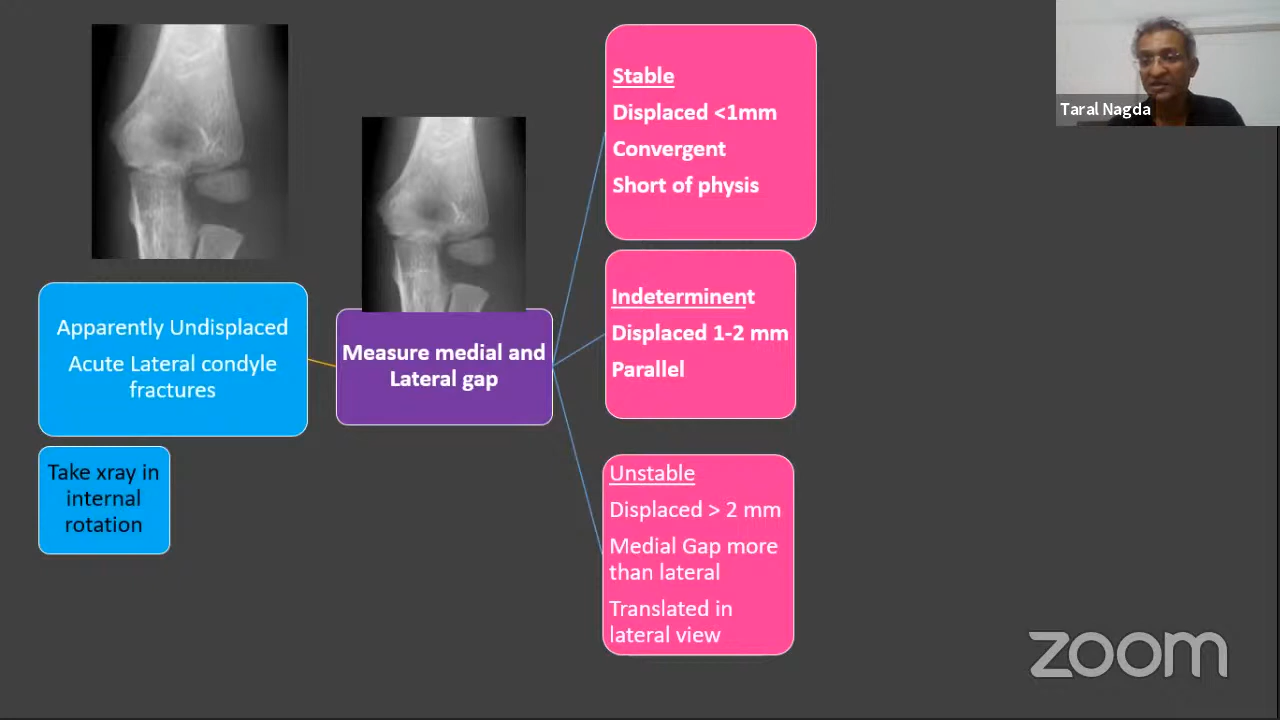 Apparently Undisplaced
Acute Lateral condyle
fractures
Take xray in
internal
rotation
Measure medial and
Lateral gap
Stable
Displaced <1mm
Convergent
Short of physis
Indeterminent
Displaced 1-2 mm
Parallel
Unstable
Displaced > 2 mm
Medial Gap more
than lateral
Translated in
lateral view
Taral Nagda
zoom